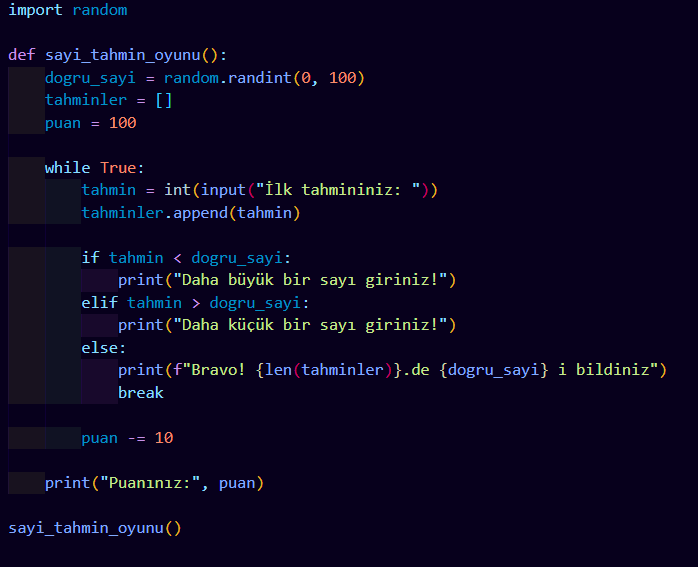 import random
def sayi_tahmin_oyunu():
dogru_sayi = random.randint(0, 100)
tahminler = []
puan = 100
while True:
tahmin = int(input("İlk tahmininiz: "))
tahminler.append(tahmin)
if tahmin < dogru_sayi:
print("Daha büyük bir sayı giriniz!")
elif tahmin > dogru_sayi:
print("Daha küçük bir sayı giriniz!")
else:
print(f"Bravo! {len(tahminler)}.de {dogru_sayi} i bildiniz")
break
puan -= 10
print("Puanınız:", puan)
sayi_tahmin_oyunu()